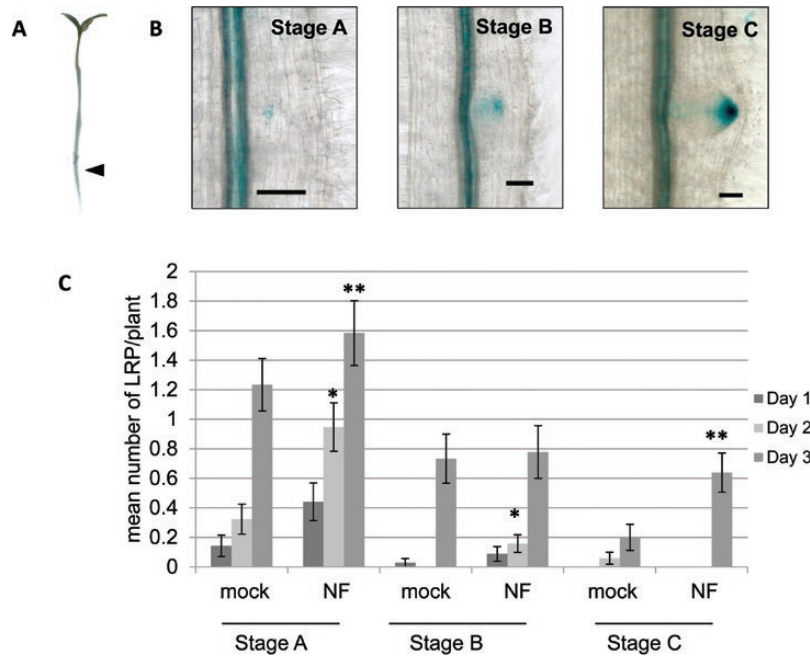 A
B
Stage A
Stage B
Stage C
C
mean number of LRP/plant
2
1.8
1.6
1.4
1.2
1
0.8
0.6
0.4
0.2
0
**
*
*
**
Day 1
Day 2
Day 3
mock NF mock NF mock NF
Stage A Stage B Stage C